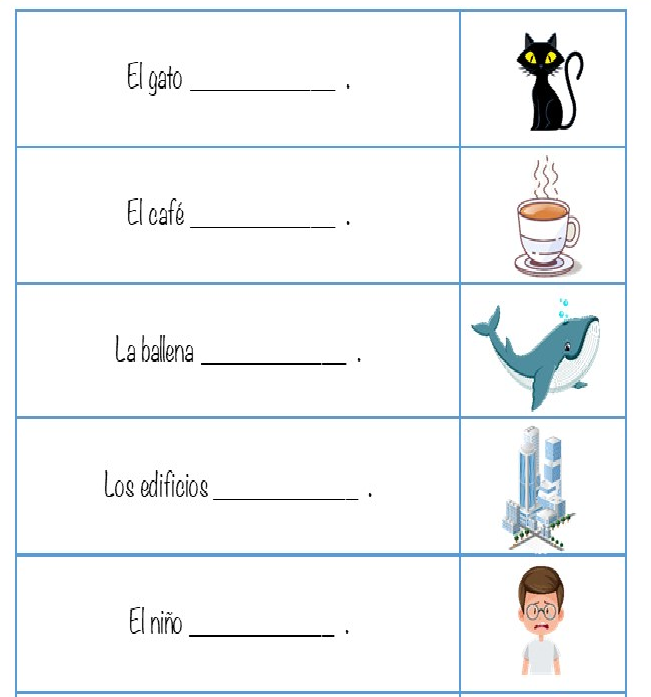 El gato ____________ .
El café ____________ .
La ballena ____________ .
Los edificios ____________ .
El niño ____________ .